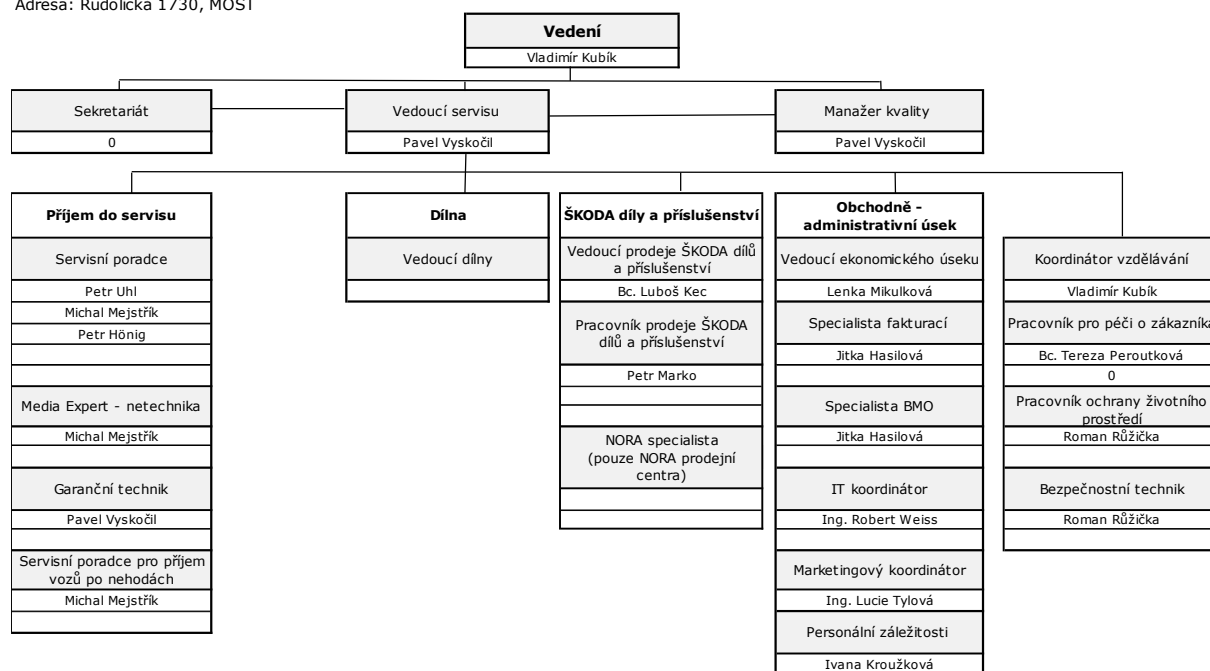 Adresa: Rudolická 1730, MOST
Vedení
Vladimír Kubík
Sekretariát
0
Vedoucí servisu
Pavel Vyskočil
Manažer kvality
Pavel Vyskočil
Příjem do servisu
Servisní poradce
Petr Uhl
Michal Mejstřík
Petr Hönig
Media Expert - netechnika
Michal Mejstřík
Garanční technik
Pavel Vyskočil
Servisní poradce pro příjem
vozů po nehodách
Michal Mejstřík
Dílna
Vedoucí dílny
ŠKODA díly a příslušenství
Vedoucí prodeje ŠKODA dílů
a příslušenství
Bc. Luboš Kec
Pracovník prodeje ŠKODA
dílů a příslušenství
Petr Marko
NORA specialista
(pouze NORA prodejní
centra)
Obchodně -
administrativní úsek
Vedoucí ekonomického úseku
Lenka Mikulková
Specialista fakturací
Jitka Hasilová
Specialista BMO
Jitka Hasilová
IT koordinátor
Ing. Robert Weiss
Marketingový koordinátor
Ing. Lucie Tylová
Personální záležitosti
Ivana Kroužková
Koordinátor vzdělávání
Vladimír Kubík
Pracovník pro péči o zákazníka
Bc. Tereza Peroutková
0
Pracovník ochrany životního
prostředí
Roman Růžička
Bezpečnostní technik
Roman Růžička